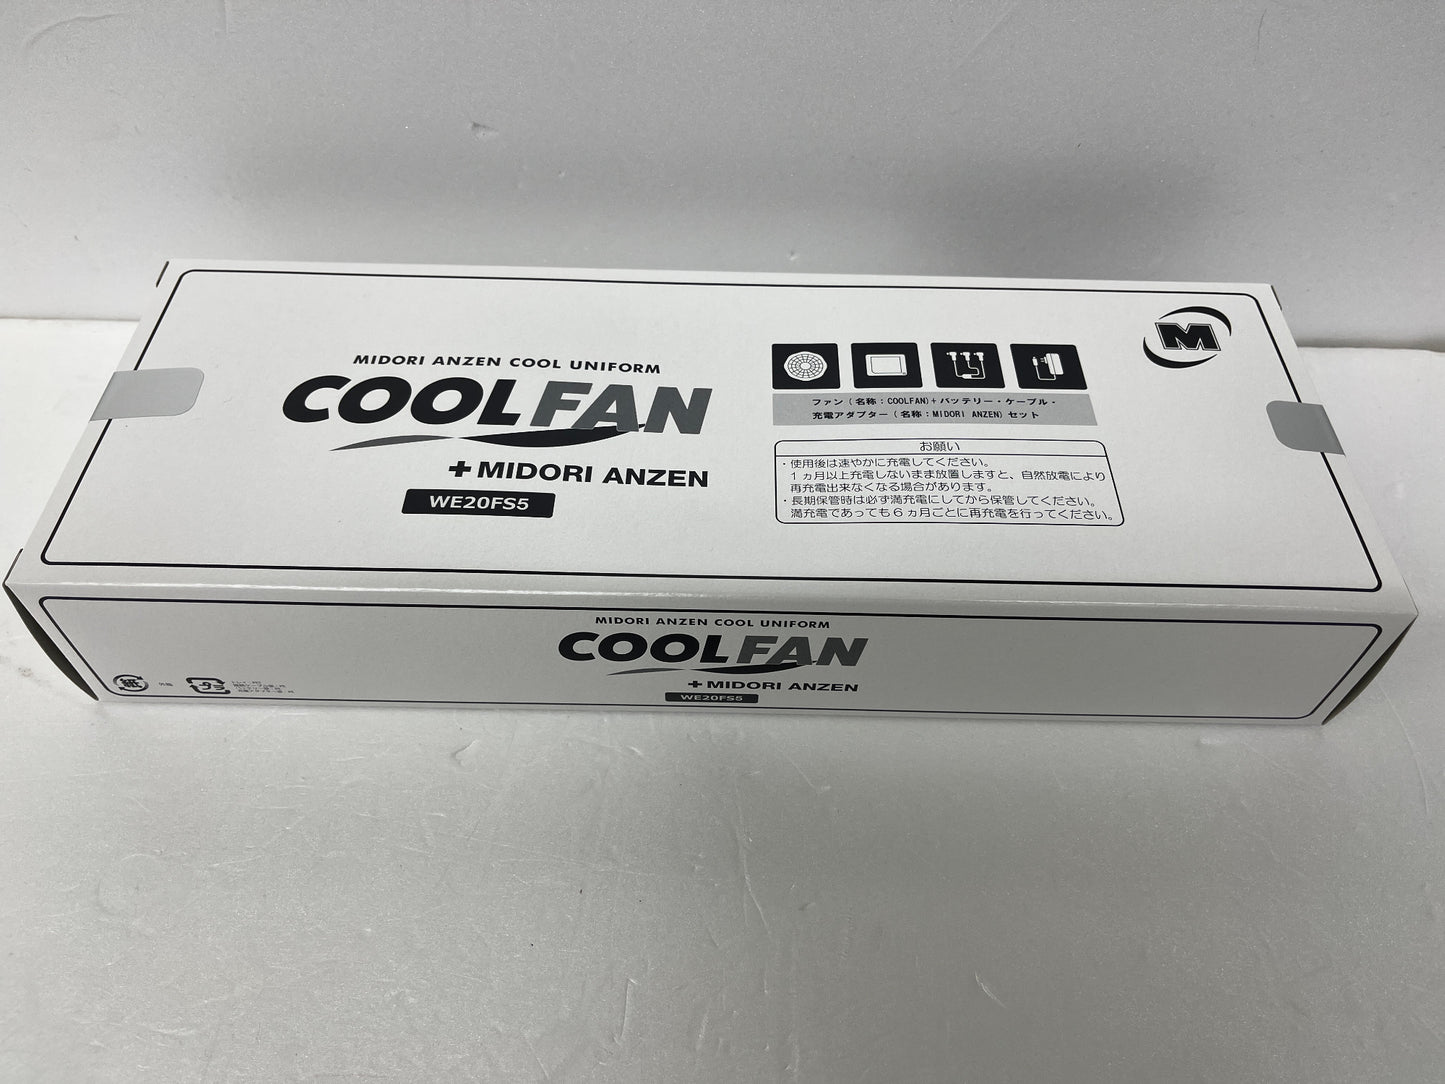 MIDORI ANZEN COOL UNIFORM
COOLFAN
+MIDORI ANZEN
WE20FS5
M
ファン(名称:COOLFAN)+バッテリー・ケーブル・
充電アダプター(名称:MIDORI ANZEN)セット
お願い
・使用後は速やかに充電してください。
1ヵ月以上充電しないまま放置しますと、自然放電により
再充電出来なくなる場合があります。
・長期保管時は必ず満充電にしてから保管してください。
満充電であっても6ヵ月ごとに再充電を行ってください。
MIDORI ANZEN COOL UNIFORM
COOLFAN
+MIDORI ANZEN
WE20FS5
紙
外箱
プラ